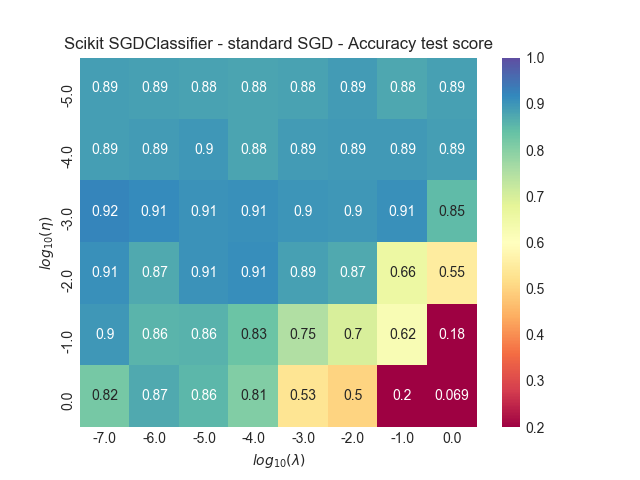 Scikit SGDClassifier - standard SGD - Accuracy test score
-5.0 0.89 0.89 0.88 0.88 0.88 0.89 0.88 0.89
-4.0 0.89 0.89 0.9 0.88 0.89 0.89 0.89 0.89
-3.0 0.92 0.91 0.91 0.91 0.9 0.9 0.91 0.85
-2.0 0.91 0.87 0.91 0.91 0.89 0.87 0.66 0.55
-1.0 0.9 0.86 0.86 0.83 0.75 0.7 0.62 0.18
0.0 0.82 0.87 0.86 0.81 0.53 0.5 0.2 0.069
-7.0 -6.0 -5.0 -4.0 -3.0 -2.0 -1.0 0.0
log₁₀(λ)
log₁₀(η)
1.0
0.9
0.8
0.7
0.6
0.5
0.4
0.3
0.2